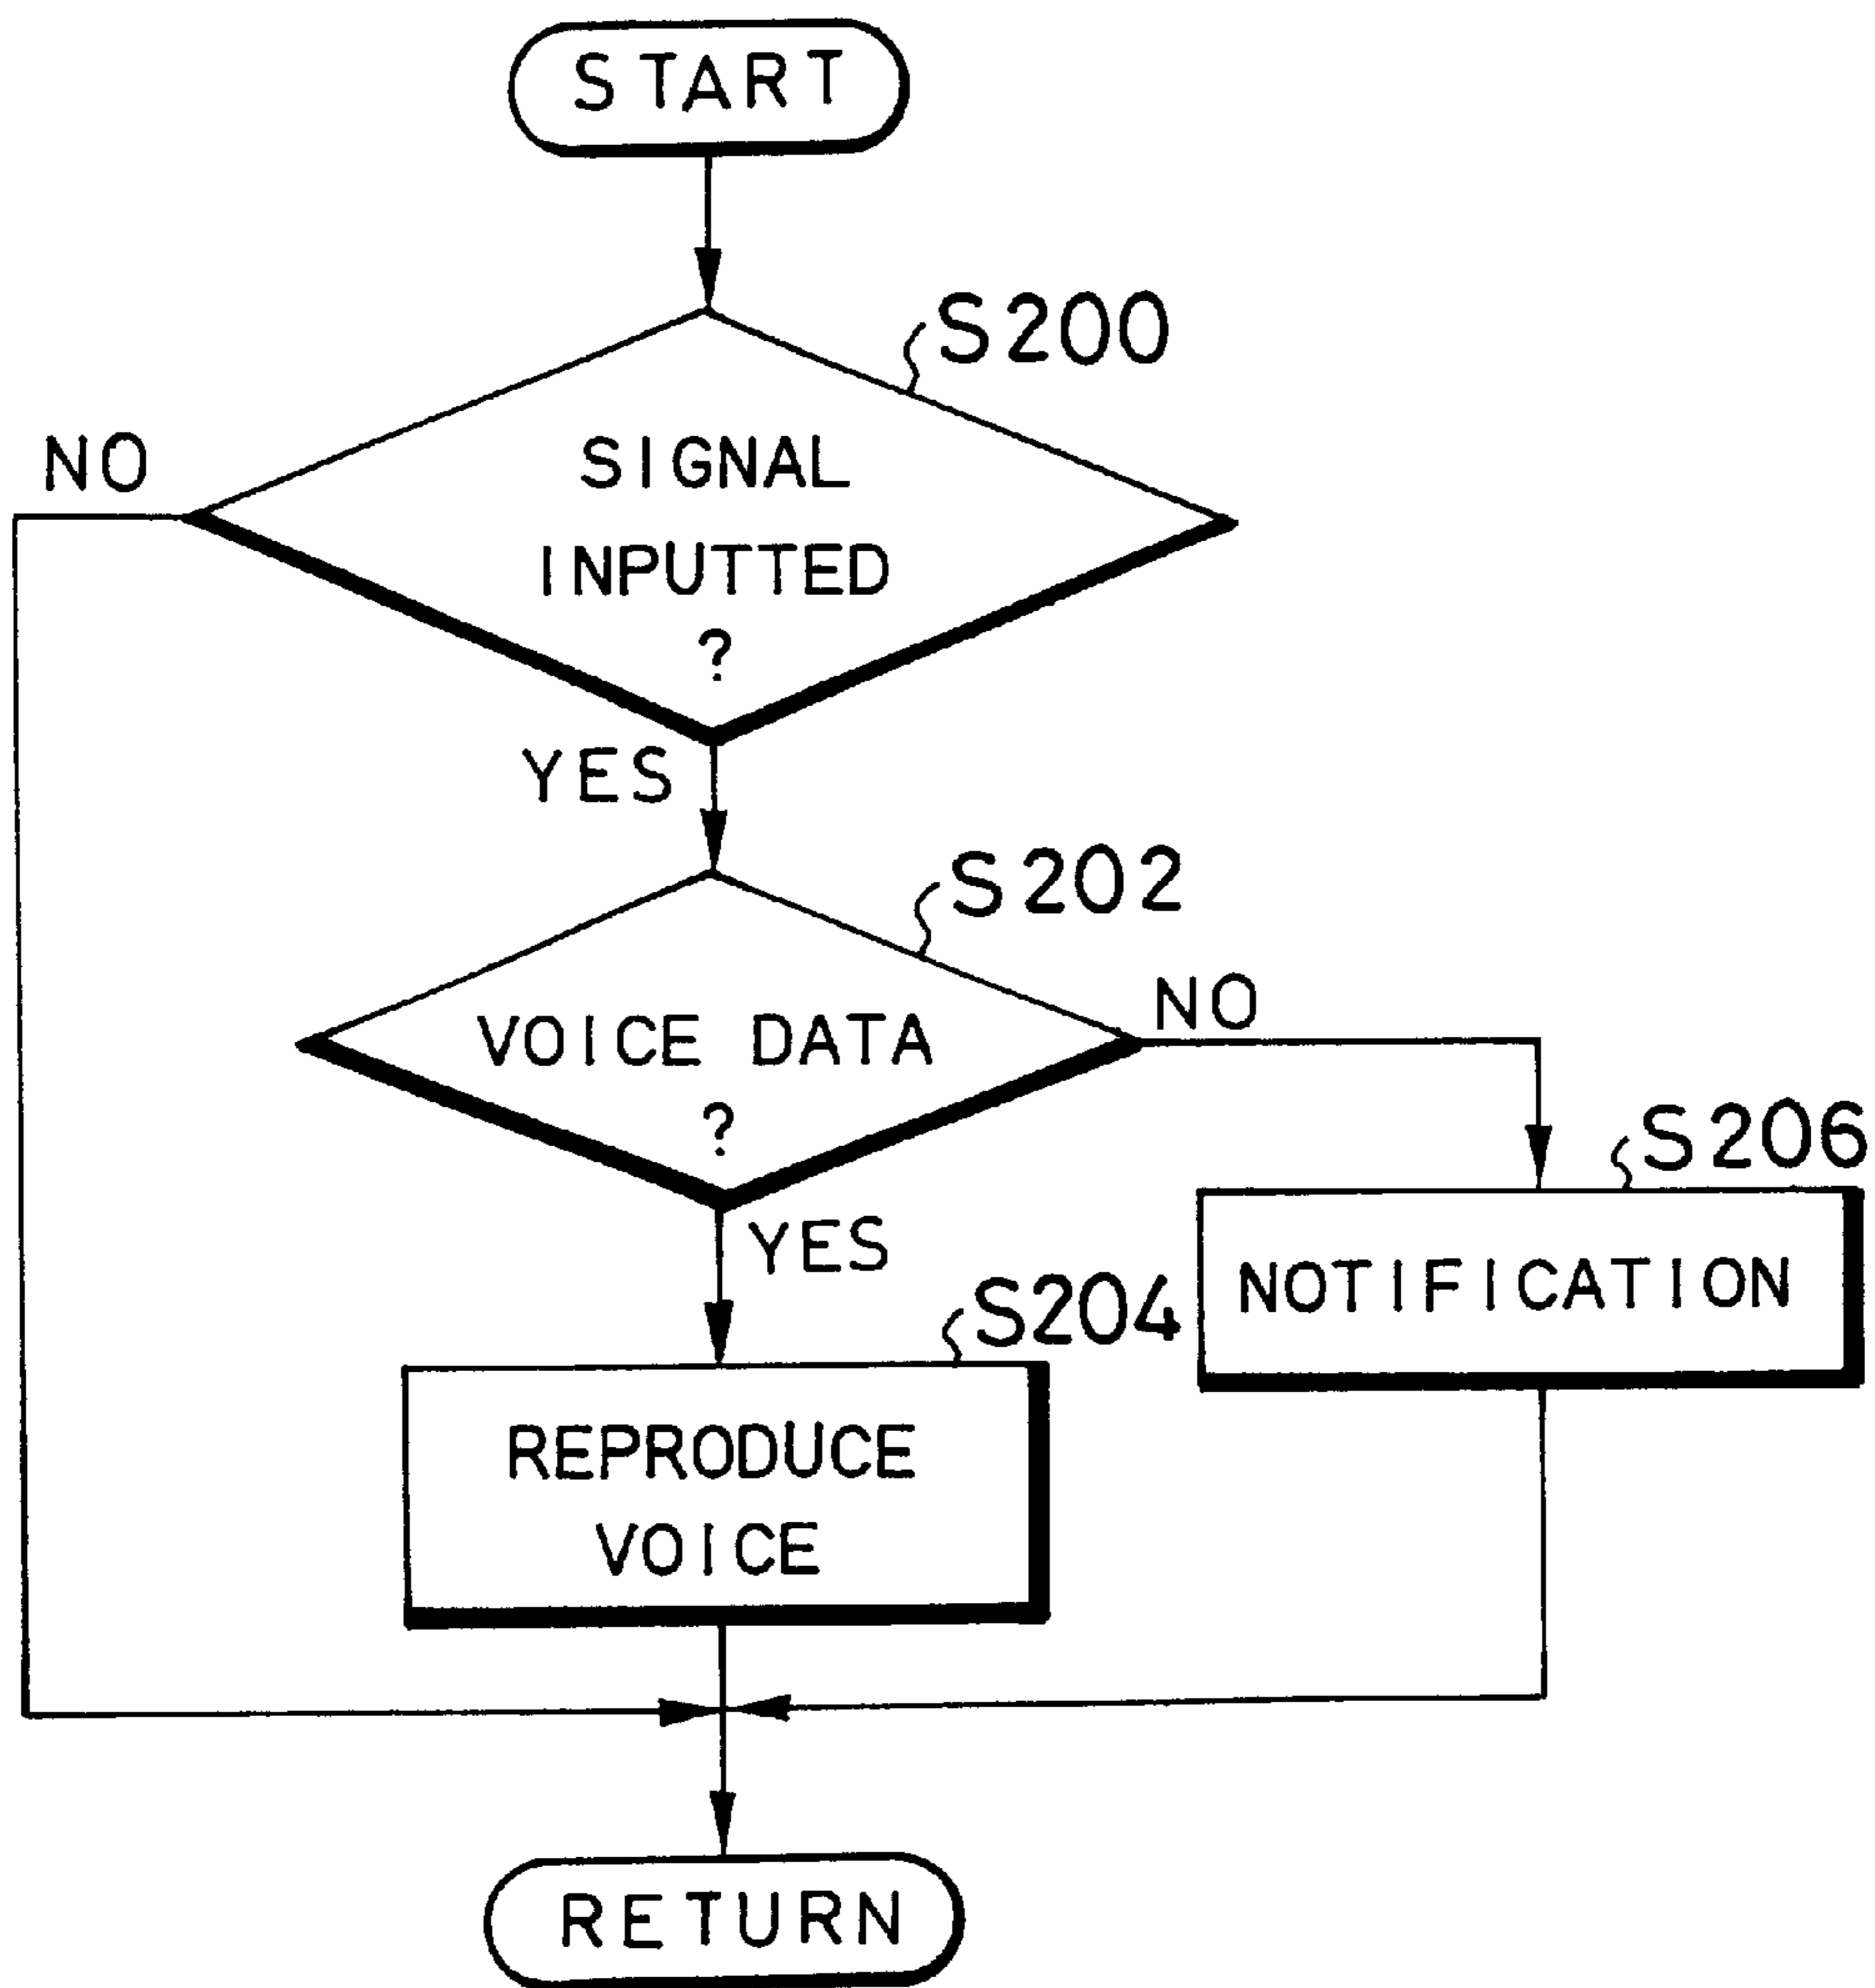 START
S200
NO
SIGNAL
INPUTTED
?
YES
S202
NO
VOICE DATA
?
S206
YES
NOTIFICATION
S204
REPRODUCE
VOICE
RETURN